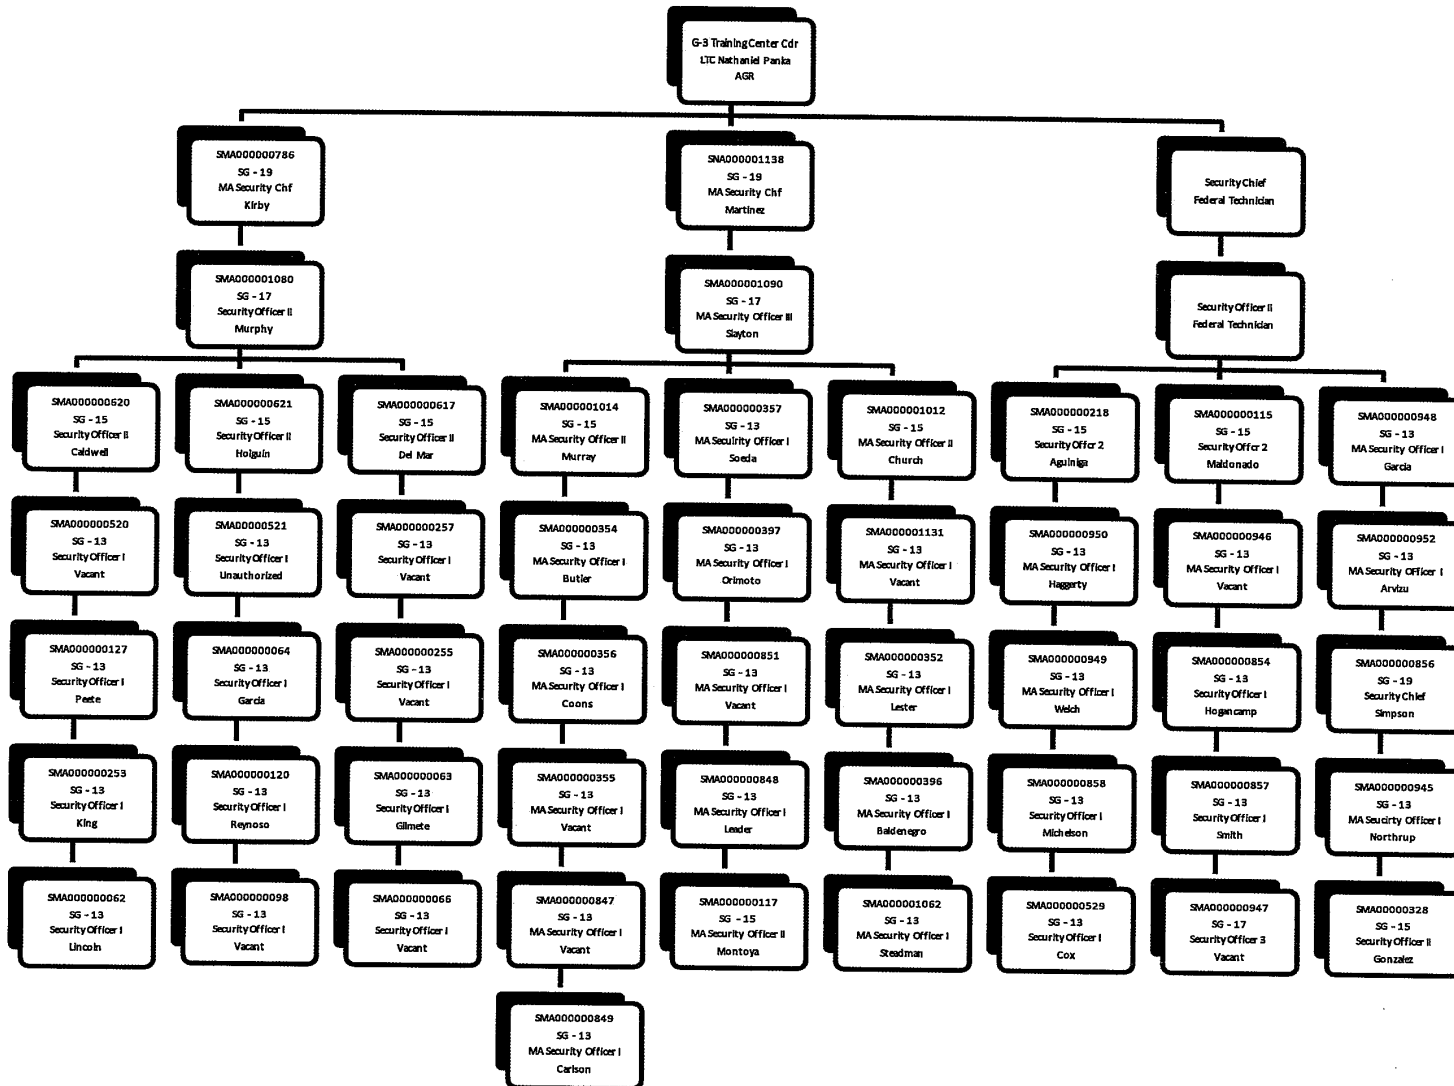 G-3 Training Center Cdr
LTC Nathaniel Panka
AGR
SMA000000786
SG - 19
MA Security Chf
Kirby
SNA000001138
SG - 19
MA Security Chf
Martinez
Security Chief
Federal Technician
SMA000001080
SG - 17
Security Officer II
Murphy
SMA000001090
SG - 17
MA Security Officer III
Slayton
Security Officer II
Federal Technician
SMA000000620
SG - 15
Security Officer II
Caldwell
SMA000000621
SG - 15
Security Officer II
Holguin
SMA000000617
SG - 15
Security Officer II
Del Mar
SMA000001014
SG - 15
MA Security Officer II
Murray
SMA000000357
SG - 13
MA Scuirity Officer I
Soeda
SMA000001012
SG - 15
MA Security Officer II
Church
SMA000000218
SG - 15
Security Offcr 2
Aguiniga
SMA000000115
SG - 15
Security Offcr 2
Maldonado
SMA000000948
SG - 13
MA Security Officer I
Garcia
SMA000000520
SG - 13
Security Officer I
Vacant
SMA00000521
SG - 13
Security Officer I
Unauthorized
SMA000000257
SG - 13
Security Officer I
Vacant
SMA000000354
SG - 13
MA Security Officer I
Butler
SMA000000397
SG - 13
MA Security Officer I
Orimoto
SMA000001131
SG - 13
MA Security Officer I
Vacant
SMA000000950
SG - 13
MA Security Officer I
Haggerty
SMA000000946
SG - 13
MA Security Officer I
Vacant
SMA000000952
SG - 13
MA Security Officer I
Arvizu
SMA000000127
SG - 13
Security Officer I
Peete
SMA000000064
SG - 13
Security Officer I
Garcia
SMA000000255
SG - 13
Security Officer I
Vacant
SMA000000356
SG - 13
MA Security Officer I
Coons
SMA000000851
SG - 13
MA Security Officer I
Vacant
SMA000000352
SG - 13
MA Security Officer I
Lester
SMA000000949
SG - 13
MA Security Officer I
Welch
SMA000000854
SG - 13
Security Officer I
Hogancamp
SMA000000856
SG - 19
Security Chief
Simpson
SMA000000253
SG - 13
Security Officer I
King
SMA000000120
SG - 13
Security Officer I
Reynoso
SMA000000063
SG - 13
Security Officer I
Gilmete
SMA000000355
SG - 13
MA Security Officer I
Vacant
SMA000000848
SG - 13
MA Security Officer I
Leader
SMA000000396
SG - 13
MA Security Officer I
Baldenegro
SMA000000858
SG - 13
Security Officer I
Michelson
SMA000000857
SG - 13
Security Officer I
Smith
SMA000000945
SG - 13
MA Seucirty Officer I
Northrup
SMA000000062
SG - 13
Security Officer I
Lincoln
SMA000000098
SG - 13
Security Officer I
Vacant
SMA000000066
SG - 13
Security Officer I
Vacant
SMA000000847
SG - 13
MA Security Officer I
Vacant
SMA000000117
SG - 15
MA Security Officer II
Montoya
SMA000001062
SG - 13
MA Security Officer I
Steadman
SMA000000529
SG - 13
Security Officer I
Cox
SMA000000947
SG - 17
Security Officer 3
Vacant
SMA00000328
SG - 15
Security Officer II
Gonzalez
SMA000000849
SG - 13
MA Security Officer I
Carlson